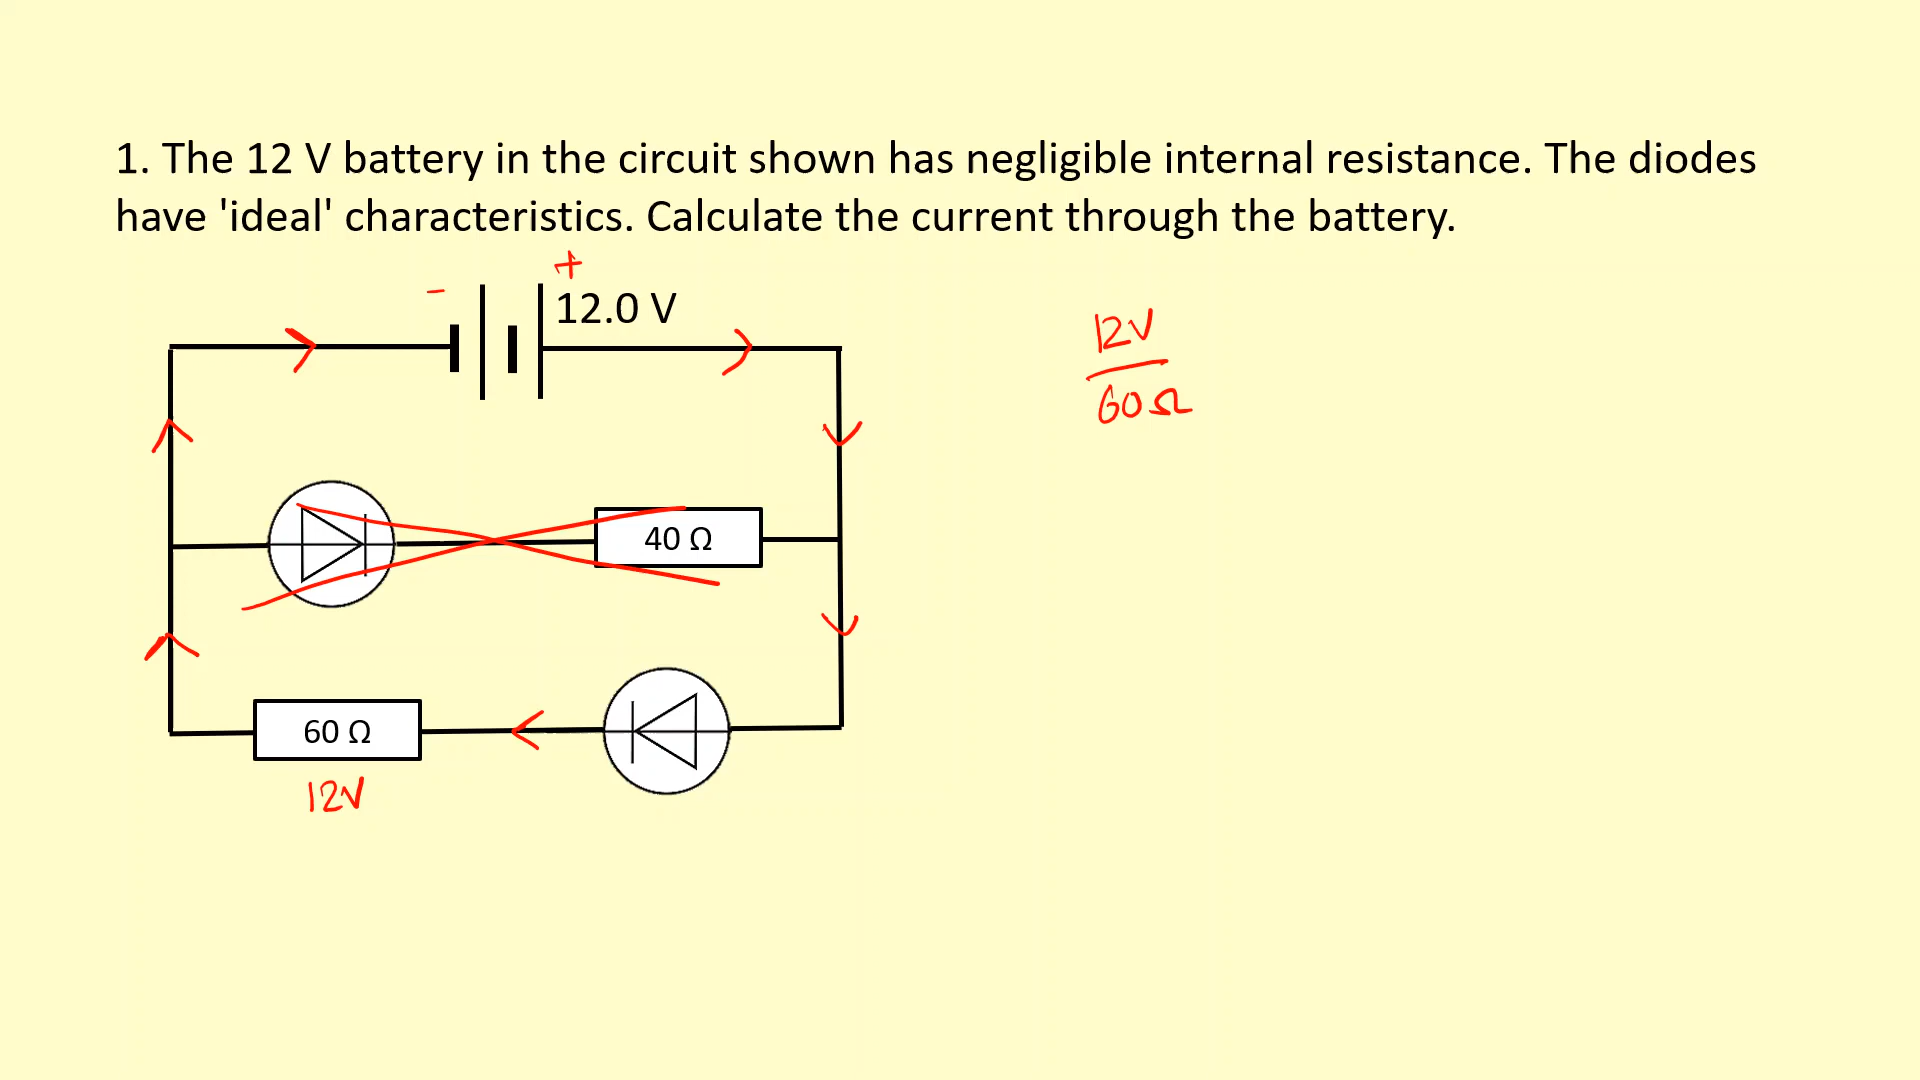 1. The 12 V battery in the circuit shown has negligible internal resistance. The diodes
have 'ideal' characteristics. Calculate the current through the battery.
- +
12.0 V
12V
60Ω
40 Ω
60 Ω
12V